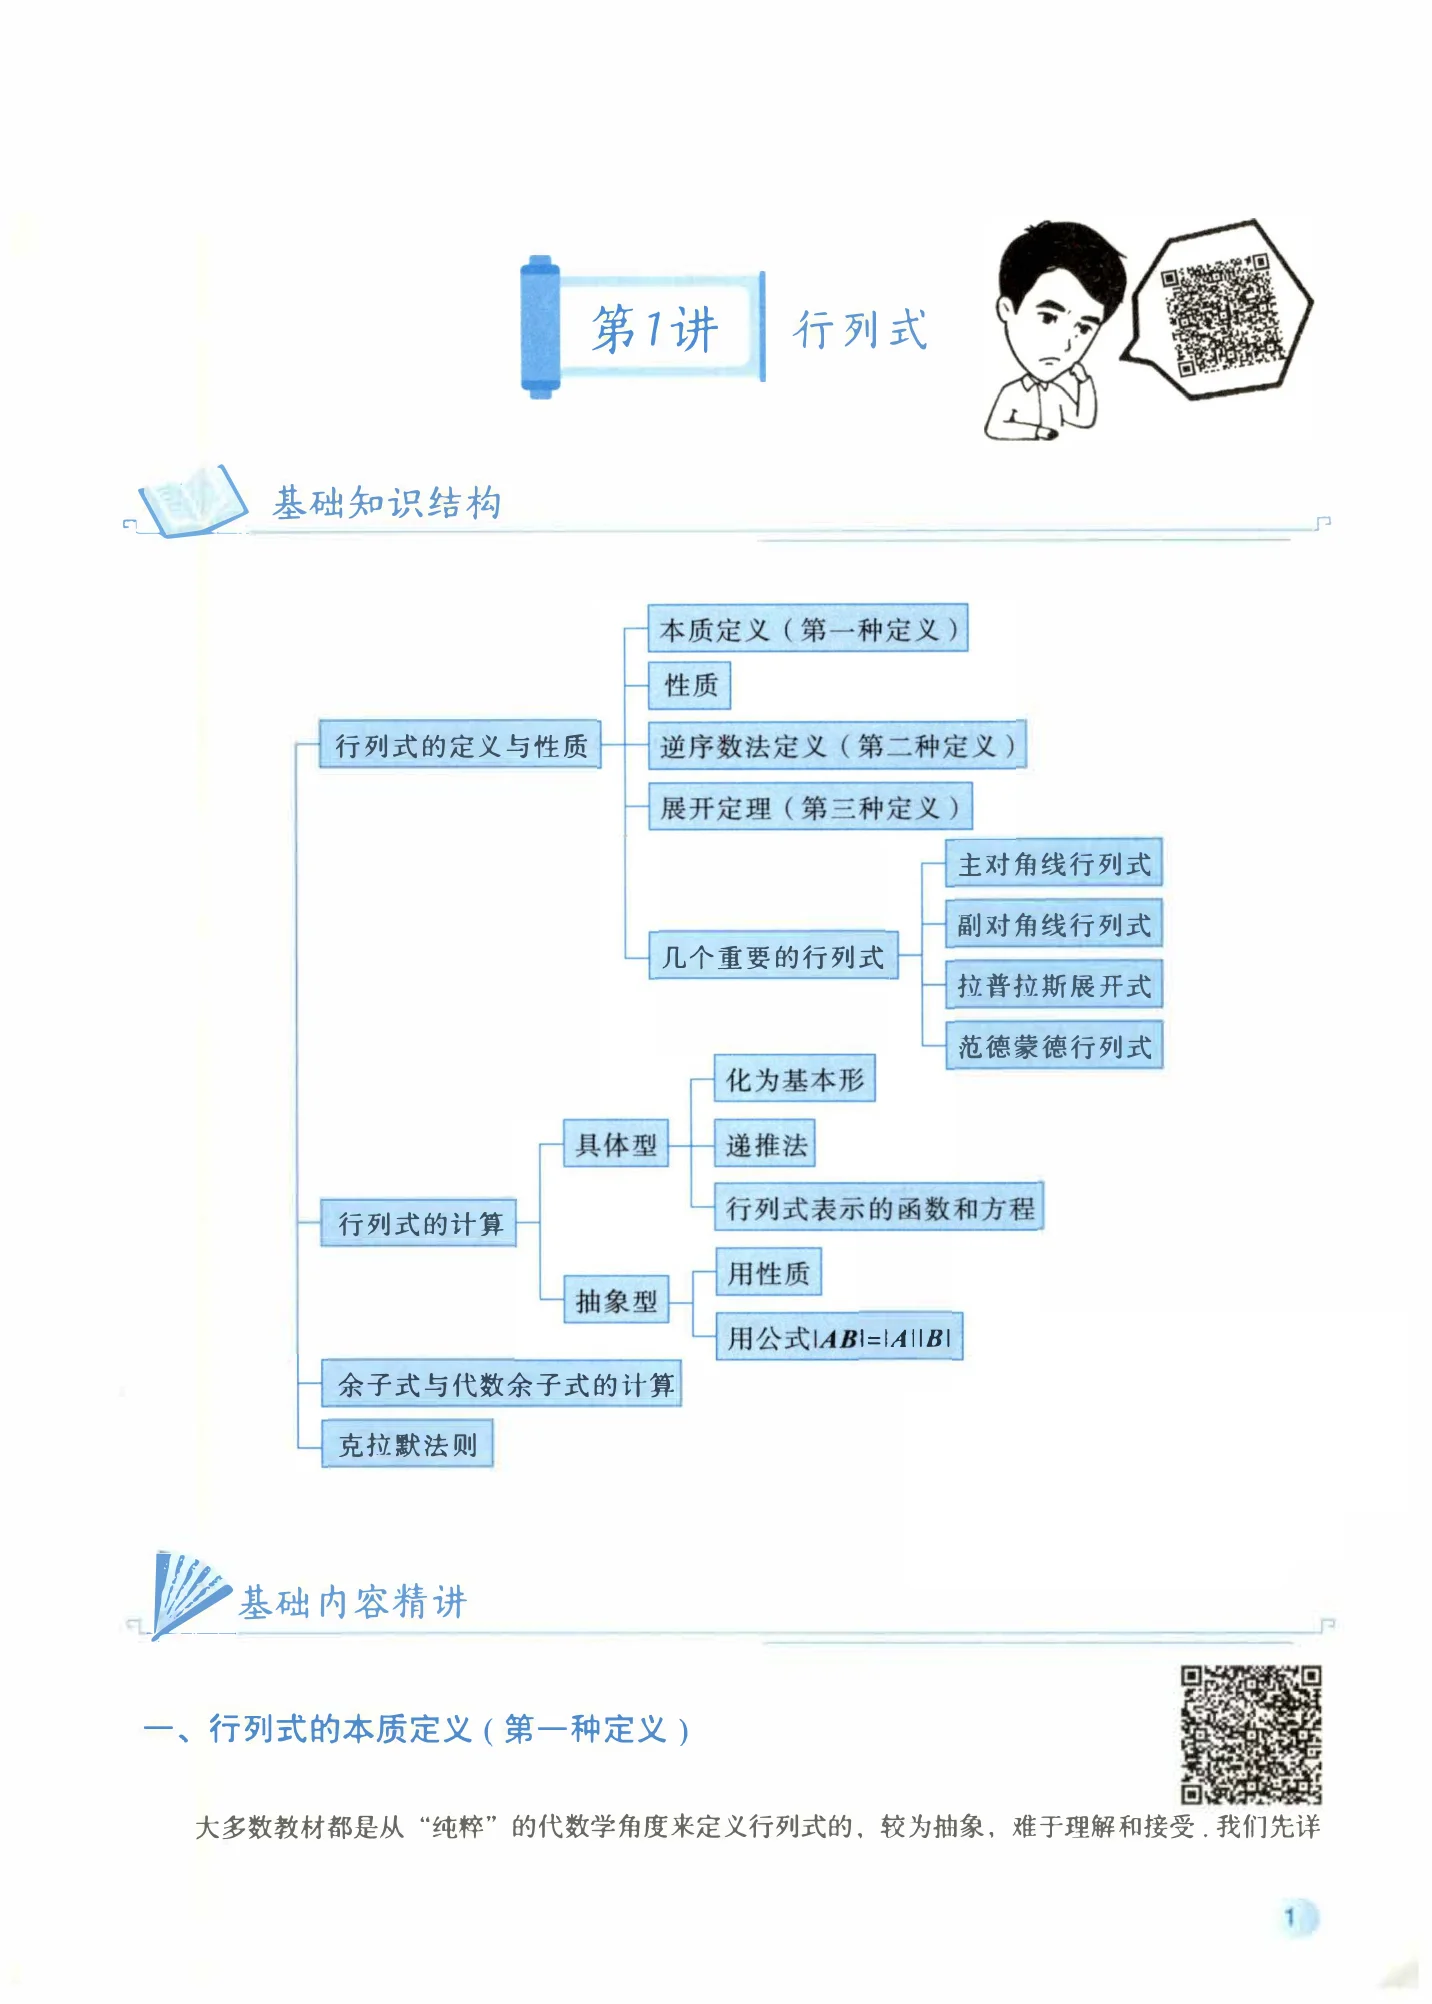 第1讲 行列式
基础知识结构
本质定义（第一种定义）
性质
行列式的定义与性质
逆序数法定义（第二种定义）
展开定理（第三种定义）
主对角线行列式
副对角线行列式
几个重要的行列式
拉普拉斯展开式
范德蒙德行列式
化为基本形
具体型
递推法
行列式表示的函数和方程
行列式的计算
用性质
抽象型
用公式|AB|=|A||B|
余子式与代数余子式的计算
克拉默法则
基础内容精讲
一、行列式的本质定义（第一种定义）
大多数教材都是从“纯粹”的代数学角度来定义行列式的，较为抽象，难于理解和接受．我们先详
1